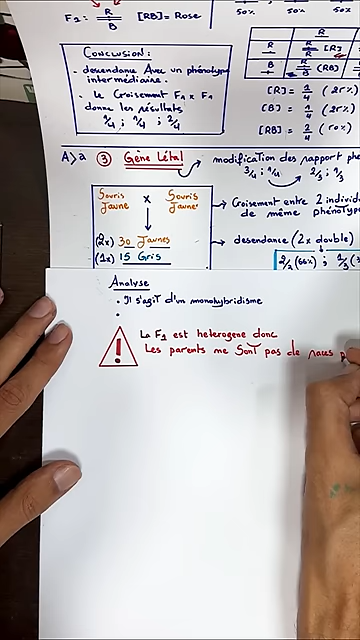 F1 = R/B [RB] = Rose
50% 50% 50%
Conclusion:
. desendance Avec un phénotype
intermédiaire.
. Le Croisement F1 x F1
donne les résultats
1/4 ; 1/4 ; 2/4
R
R R/R [R]
B R/B [RB]
[R] = 1/4 (25%)
[B] = 1/4 (25%)
[RB] = 2/4 (50%)
A>a ③ Gène Létal
modification des rapport
3/4 ; 1/4 2/3 ; 1/3
Souris Jaune x Souris Jaune
Croisement entre 2 individ
de même phénotyp
(2x) 30 Jaunes
(1x) 15 Gris
desendance (2x double)
2/3 (66%) ; 1/3
Analyse
. Il s'agit d'un monohybridisme
.
! La F1 est heterogene donc
Les parents ne sont pas de races p